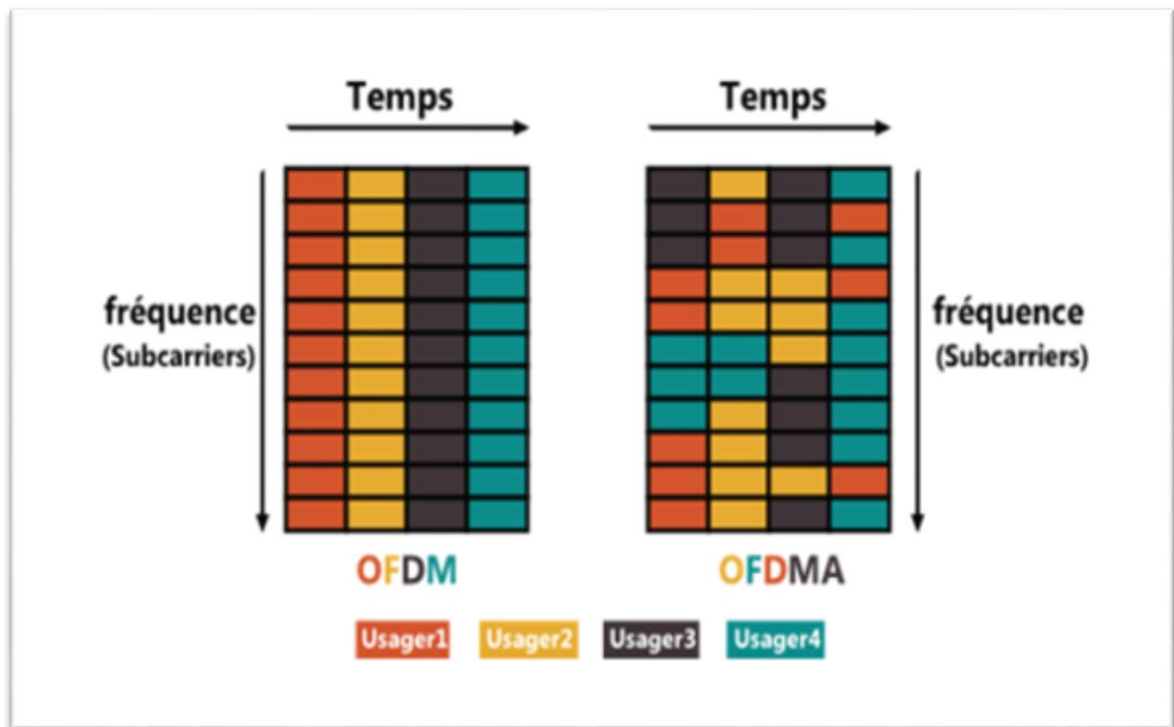 Temps
Temps
fréquence
(Subcarriers)
fréquence
(Subcarriers)
OFDM
OFDMA
Usager1
Usager2
Usager3
Usager4